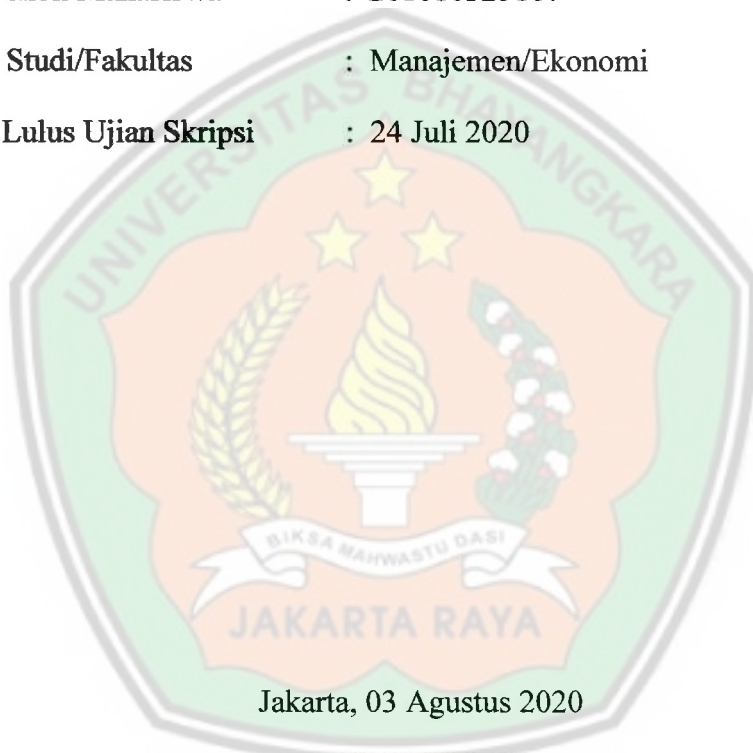 Studi/Fakultas : Manajemen/Ekonomi
Lulus Ujian Skripsi : 24 Juli 2020
UNIVERSITAS BHAYANGKARA
BIKSA MAHWASTU DASI
JAKARTA RAYA
Jakarta, 03 Agustus 2020